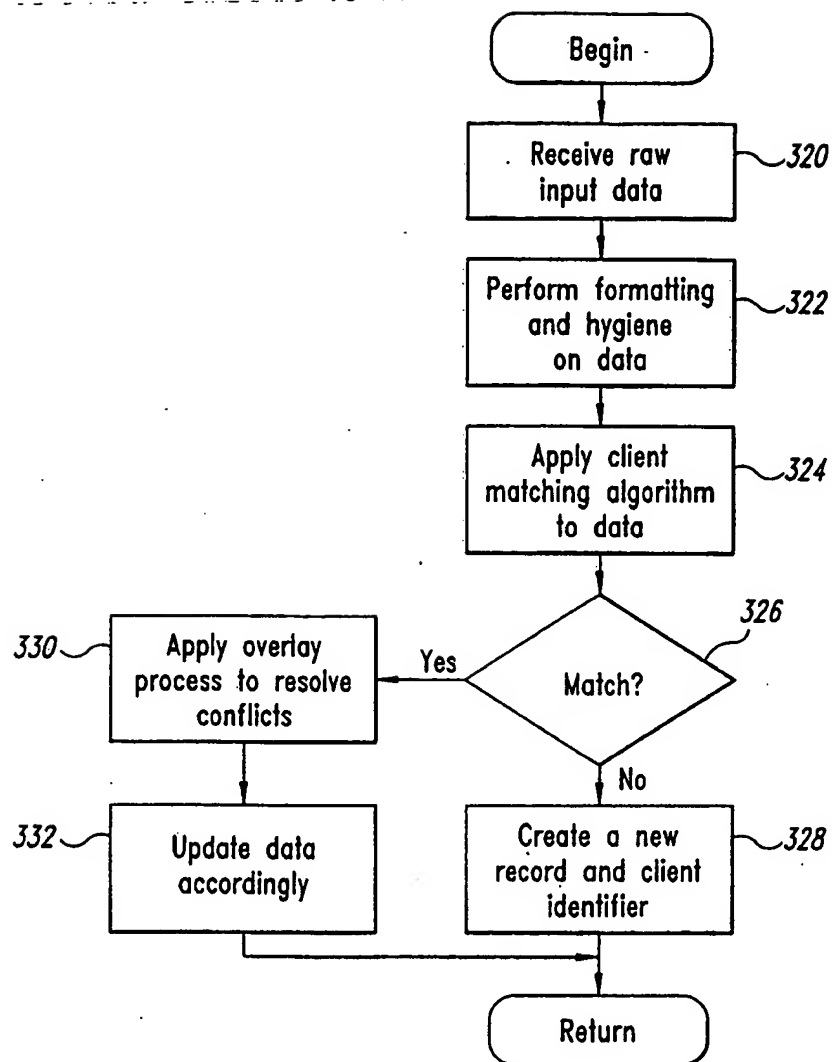 Begin
Receive raw
input data
320
Perform formatting
and hygiene
on data
322
Apply client
matching algorithm
to data
324
326
Match?
Yes
No
330
Apply overlay
process to resolve
conflicts
332
Update data
accordingly
Create a new
record and client
identifier
328
Return